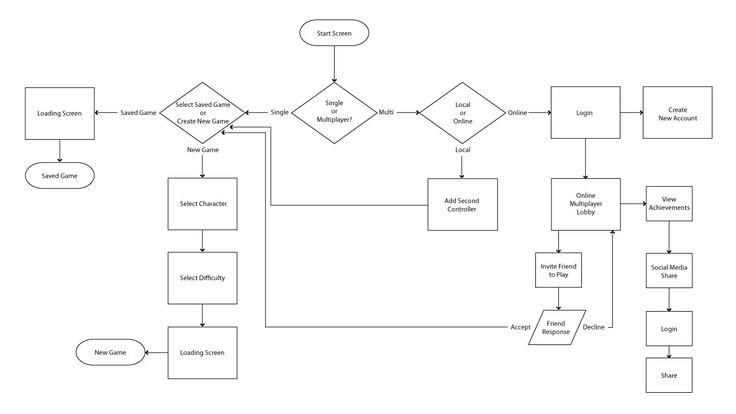 Start Screen
Single
or
Multiplayer?
Single
Multi
Select Saved Game
or
Create New Game
Saved Game
Loading Screen
Saved Game
New Game
Select Character
Select Difficulty
Loading Screen
New Game
Local
or
Online
Online
Local
Add Second
Controller
Login
Create
New Account
Online
Multiplayer
Lobby
View
Achievements
Invite Friend
to Play
Friend
Response
Accept
Decline
Social Media
Share
Login
Share